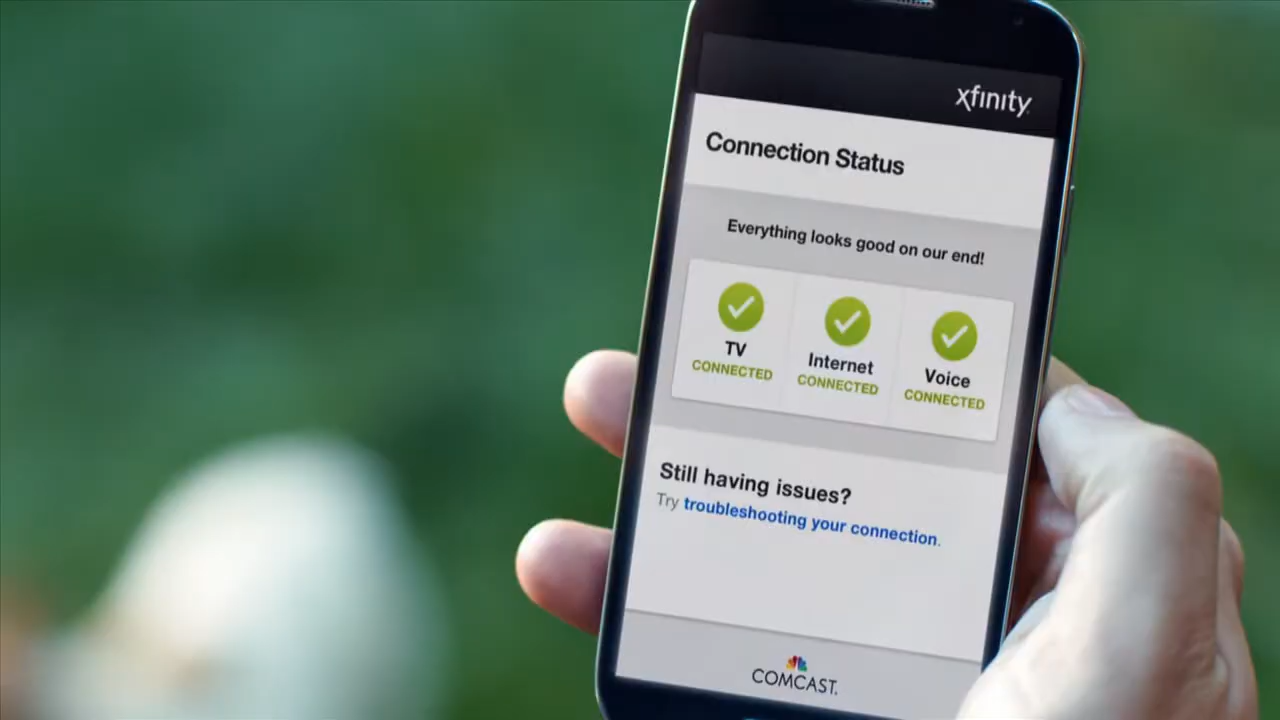 xfinity
Connection Status
Everything looks good on our end!
TV
CONNECTED
Internet
CONNECTED
Voice
CONNECTED
Still having issues?
Try troubleshooting your connection.
COMCAST.